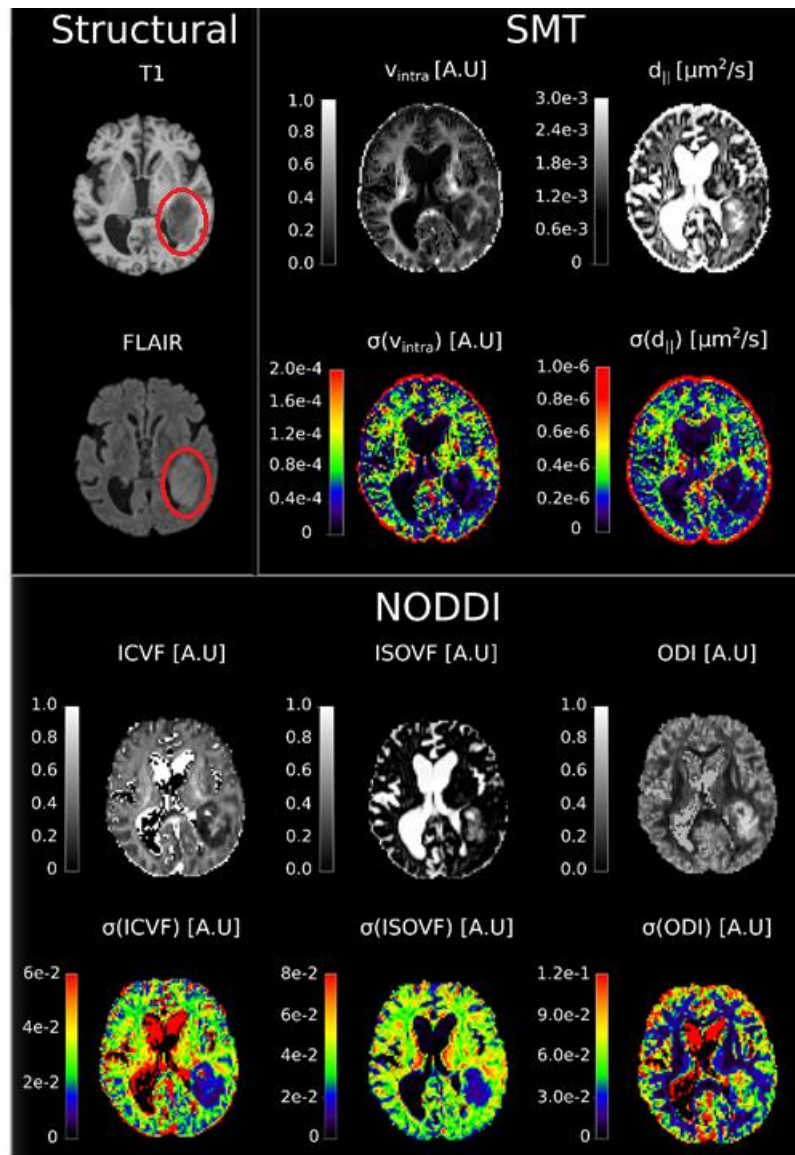 Structural
SMT
T1
v_intra [A.U]
d_|| [μm²/s]
1.0
0.8
0.6
0.4
0.2
0.0
3.0e-3
2.4e-3
1.8e-3
1.2e-3
0.6e-3
0
FLAIR
σ(v_intra) [A.U]
σ(d_||) [μm²/s]
2.0e-4
1.6e-4
1.2e-4
0.8e-4
0.4e-4
0
1.0e-6
0.8e-6
0.6e-6
0.4e-6
0.2e-6
0
NODDI
ICVF [A.U]
ISOVF [A.U]
ODI [A.U]
1.0
0.8
0.6
0.4
0.2
0
1.0
0.8
0.6
0.4
0.2
0
1.0
0.8
0.6
0.4
0.2
0
σ(ICVF) [A.U]
σ(ISOVF) [A.U]
σ(ODI) [A.U]
6e-2
4e-2
2e-2
0
8e-2
6e-2
4e-2
2e-2
0
1.2e-1
9.0e-2
6.0e-2
3.0e-2
0